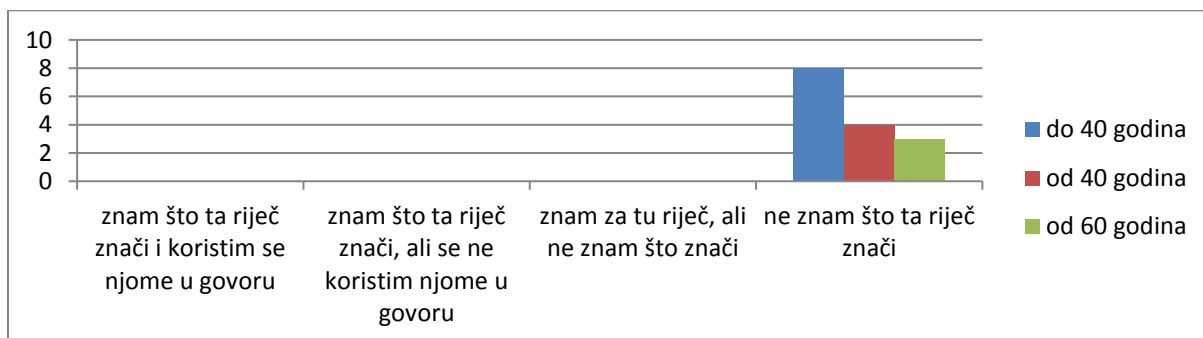 10
8
6
4
2
0
znam što ta riječ
znači i koristim se
njome u govoru
znam što ta riječ
znači, ali se ne
koristim njome u
govoru
znam za tu riječ, ali
ne znam što znači
ne znam što ta riječ
znači
do 40 godina
od 40 godina
od 60 godina